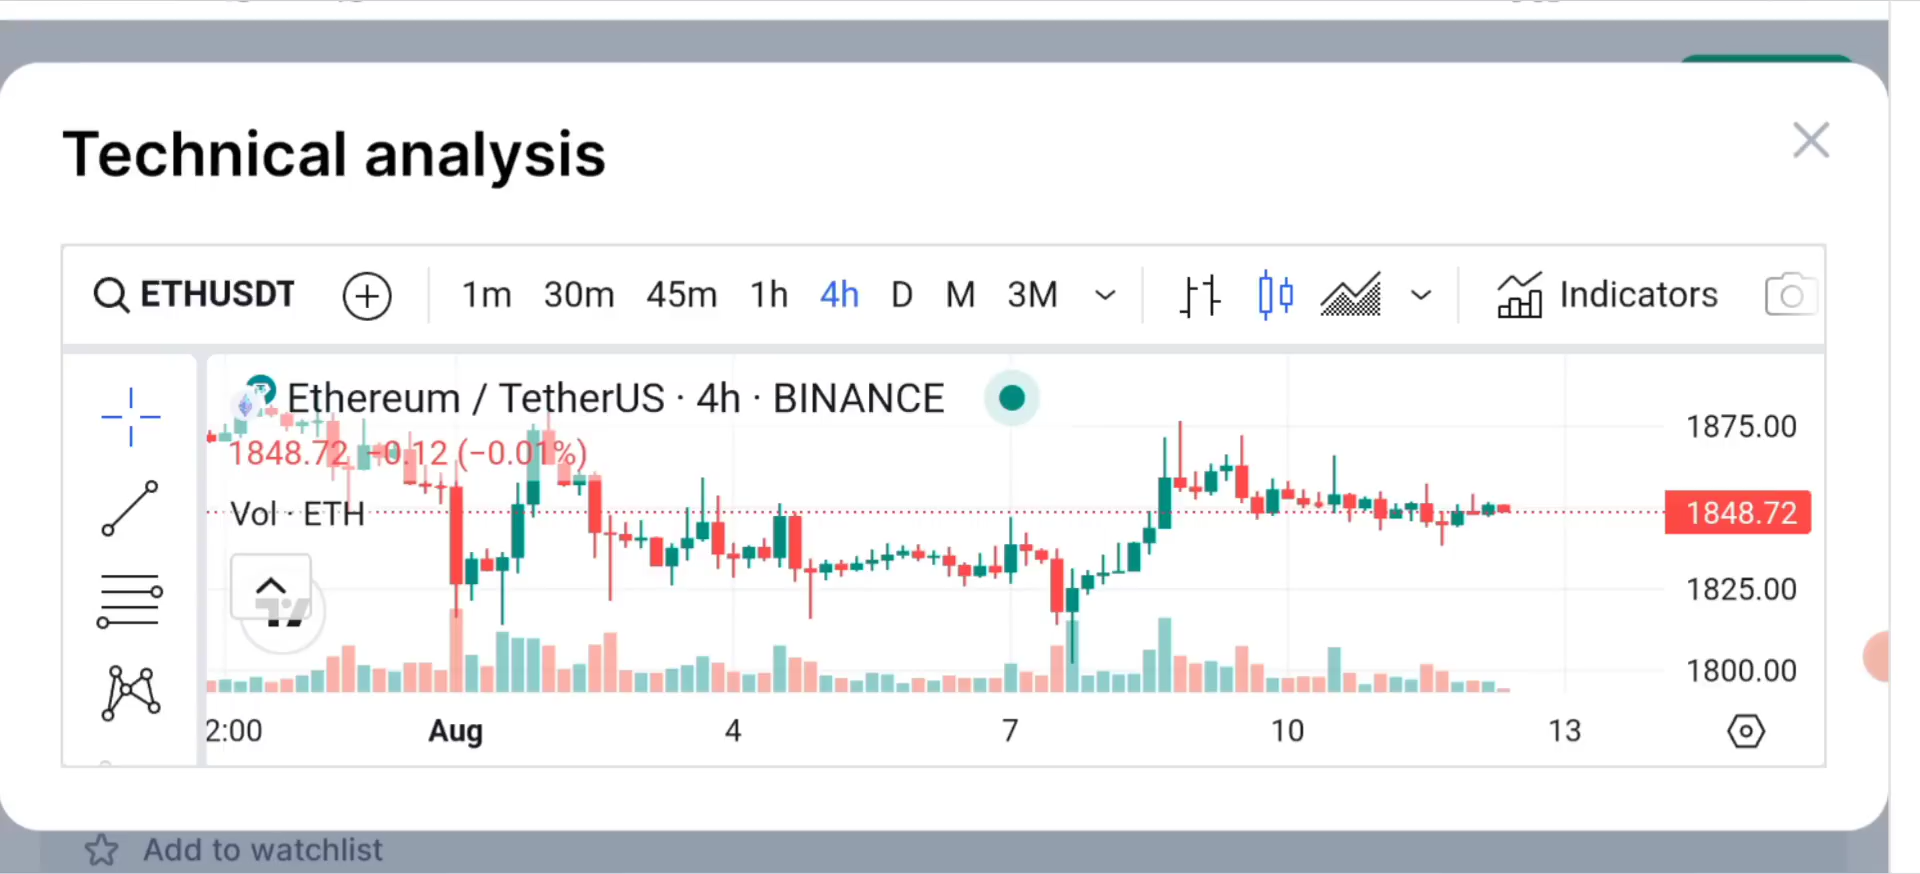 Technical analysis
ETHUSDT 1m 30m 45m 1h 4h D M 3M Indicators
Ethereum / TetherUS · 4h · BINANCE
1848.72 −0.12 (−0.01%)
Vol · ETH
1875.00
1848.72
1825.00
1800.00
2:00 Aug 4 7 10 13
Add to watchlist